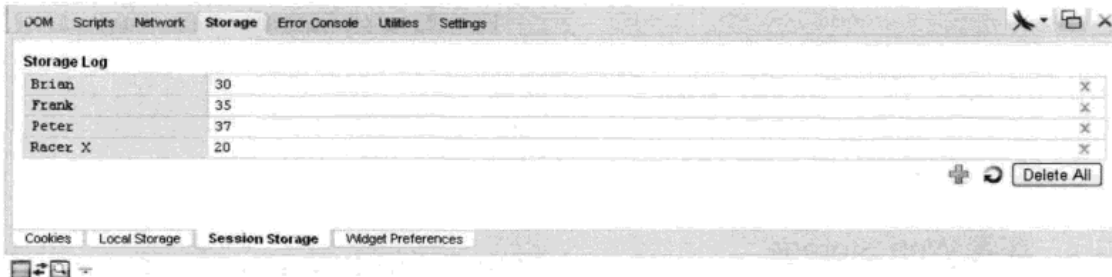 DOM Scripts Network Storage Error Console Utilities Settings
Storage Log
Brian 30
Frank 35
Peter 37
Racer X 20
Delete All
Cookies Local Storage Session Storage Widget Preferences